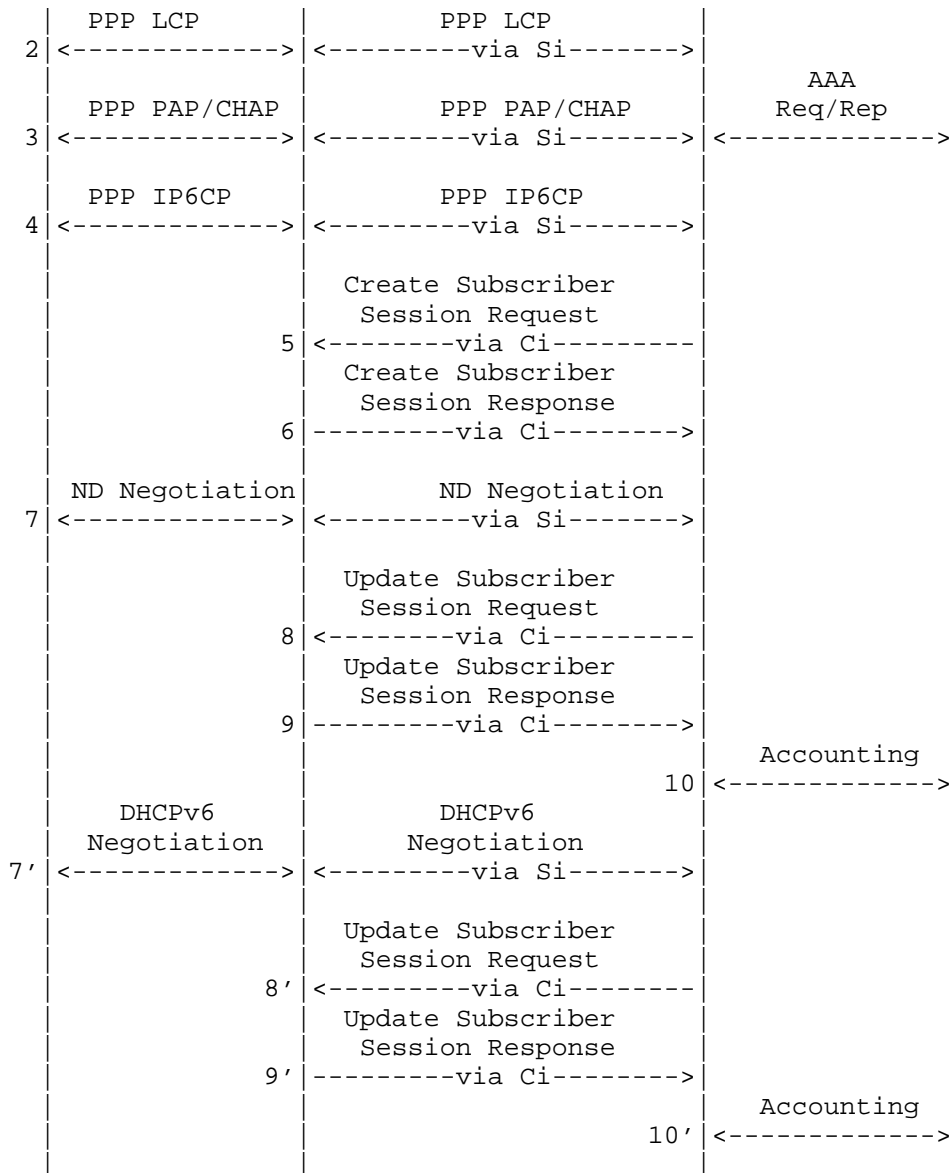 PPP LCP PPP LCP
2|<------------->|<---------via Si------->|
AAA
PPP PAP/CHAP PPP PAP/CHAP Req/Rep
3|<------------->|<---------via Si------->|<------------->
PPP IP6CP PPP IP6CP
4|<------------->|<---------via Si------->|
Create Subscriber
Session Request
5|<--------via Ci---------|
Create Subscriber
Session Response
6|---------via Ci-------->|
ND Negotiation ND Negotiation
7|<------------->|<---------via Si------->|
Update Subscriber
Session Request
8|<--------via Ci---------|
Update Subscriber
Session Response
9|---------via Ci-------->|
Accounting
10|<------------->
DHCPv6 DHCPv6
Negotiation Negotiation
7'|<------------->|<---------via Si------->|
Update Subscriber
Session Request
8'|<---------via Ci--------|
Update Subscriber
Session Response
9'|---------via Ci-------->|
Accounting
10'|<------------->